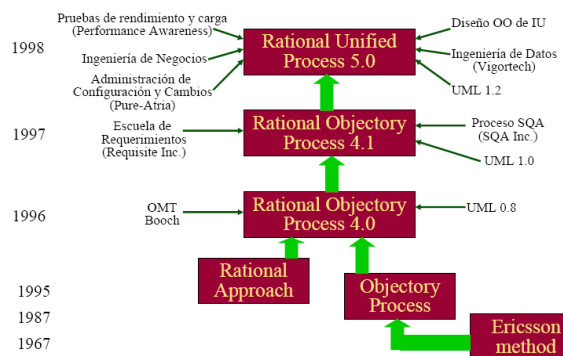 Pruebas de rendimiento y carga
(Performance Awareness)
Diseño OO de IU
1998
Ingeniería de Negocios
Rational Unified
Process 5.0
Ingeniería de Datos
(Vigortech)
Administración de
Configuración y Cambios
(Pure-Atria)
UML 1.2
1997
Escuela de
Requerimientos
(Requisite Inc.)
Rational Objectory
Process 4.1
Proceso SQA
(SQA Inc.)
UML 1.0
1996
OMT
Booch
Rational Objectory
Process 4.0
UML 0.8
Rational
Approach
Objectory
Process
1995
1987
1967
Ericsson
method